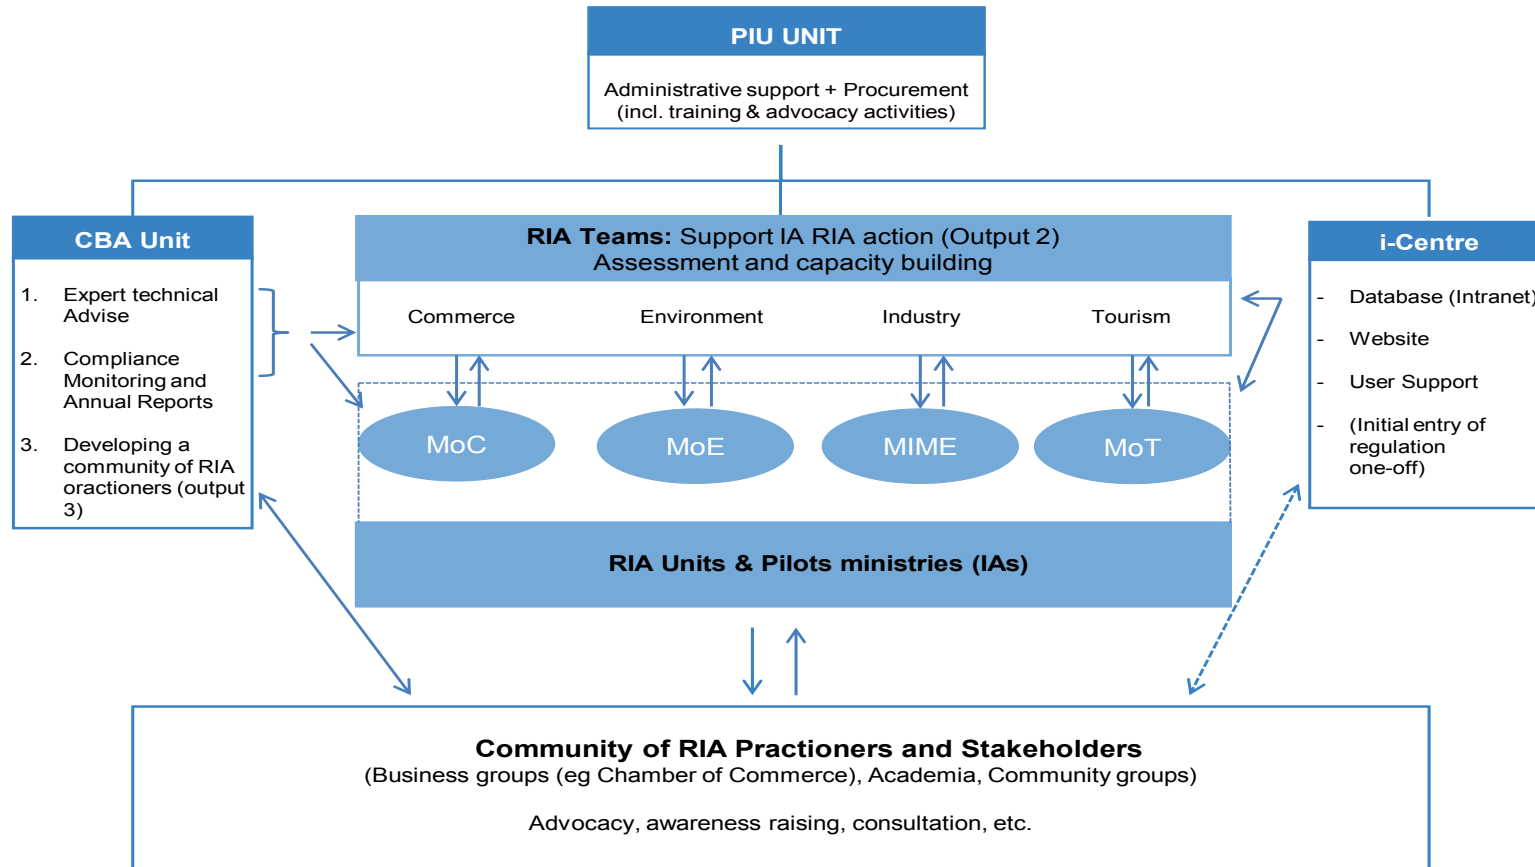 PIU UNIT
Administrative support + Procurement
(incl. training & advocacy activities)
CBA Unit
1. Expert technical
Advise
2. Compliance
Monitoring and
Annual Reports
3. Developing a
community of RIA
oractioners (output
3)
RIA Teams: Support IA RIA action (Output 2)
Assessment and capacity building
Commerce Environment Industry Tourism
MoC MoE MIME MoT
RIA Units & Pilots ministries (IAs)
i-Centre
- Database (Intranet)
- Website
- User Support
- (Initial entry of
regulation
one-off)
Community of RIA Practioners and Stakeholders
(Business groups (eg Chamber of Commerce), Academia, Community groups)
Advocacy, awareness raising, consultation, etc.